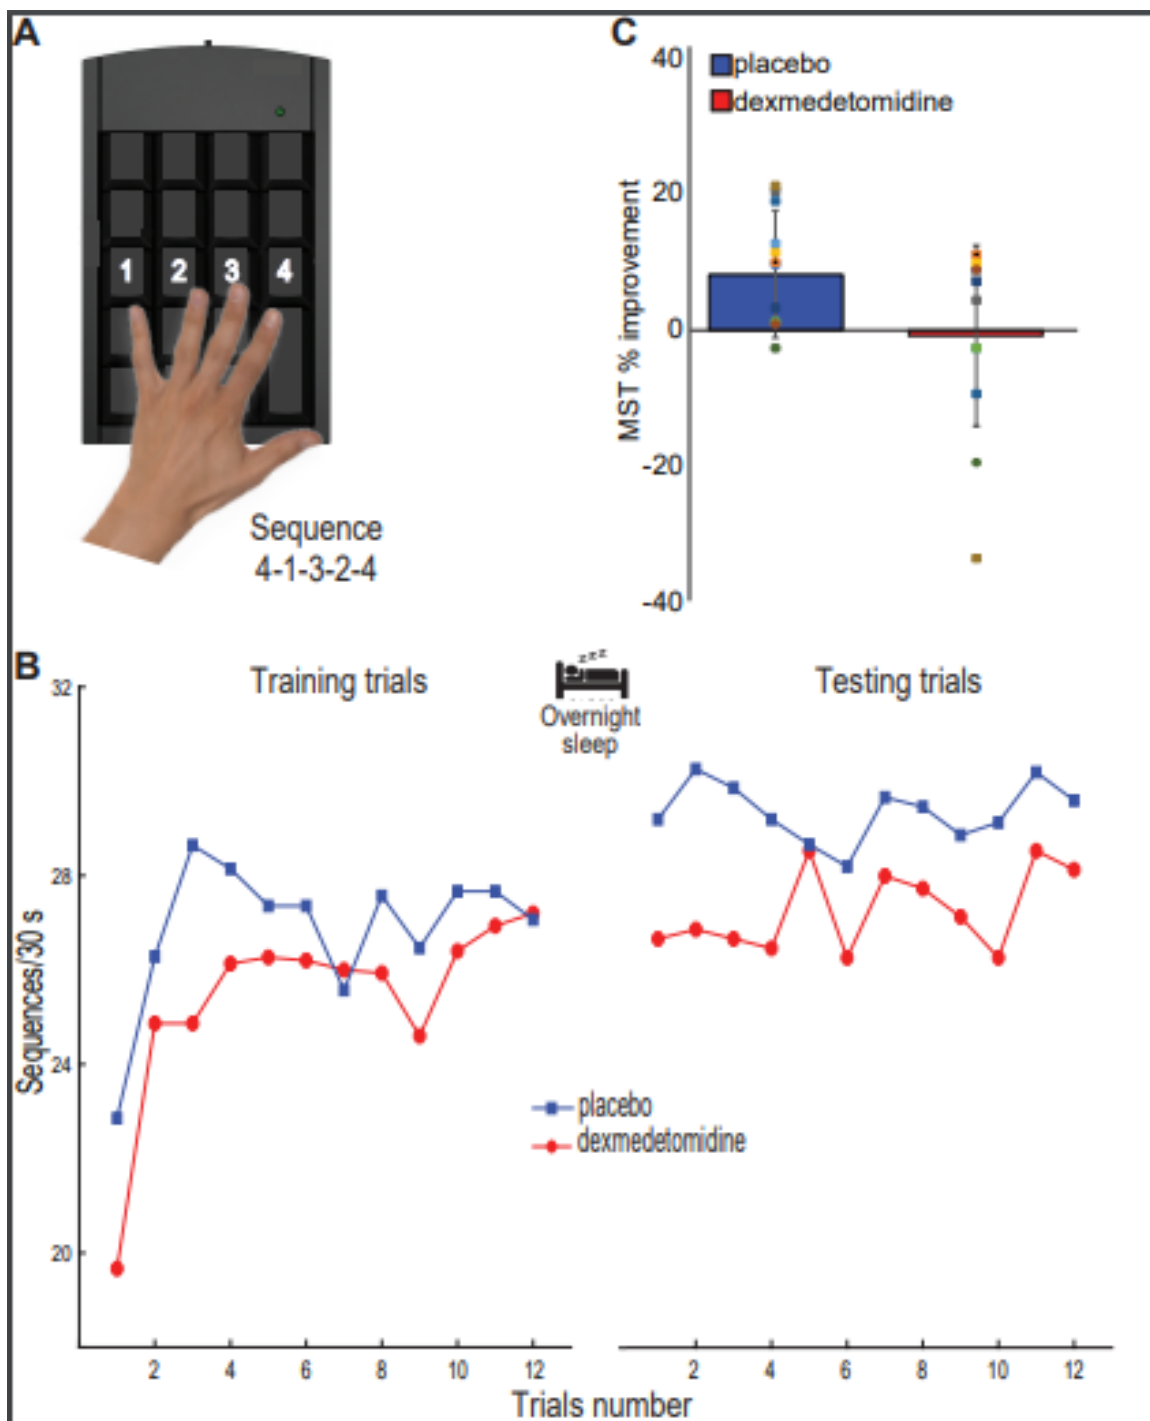 A
1 2 3 4
Sequence
4-1-3-2-4
C
placebo
dexmedetomidine
MST % improvement
40
20
0
-20
-40
B
Training trials
zzz
Overnight
sleep
Testing trials
Sequences/30 s
32
28
24
20
placebo
dexmedetomidine
2 4 6 8 10 12
2 4 6 8 10 12
Trials number